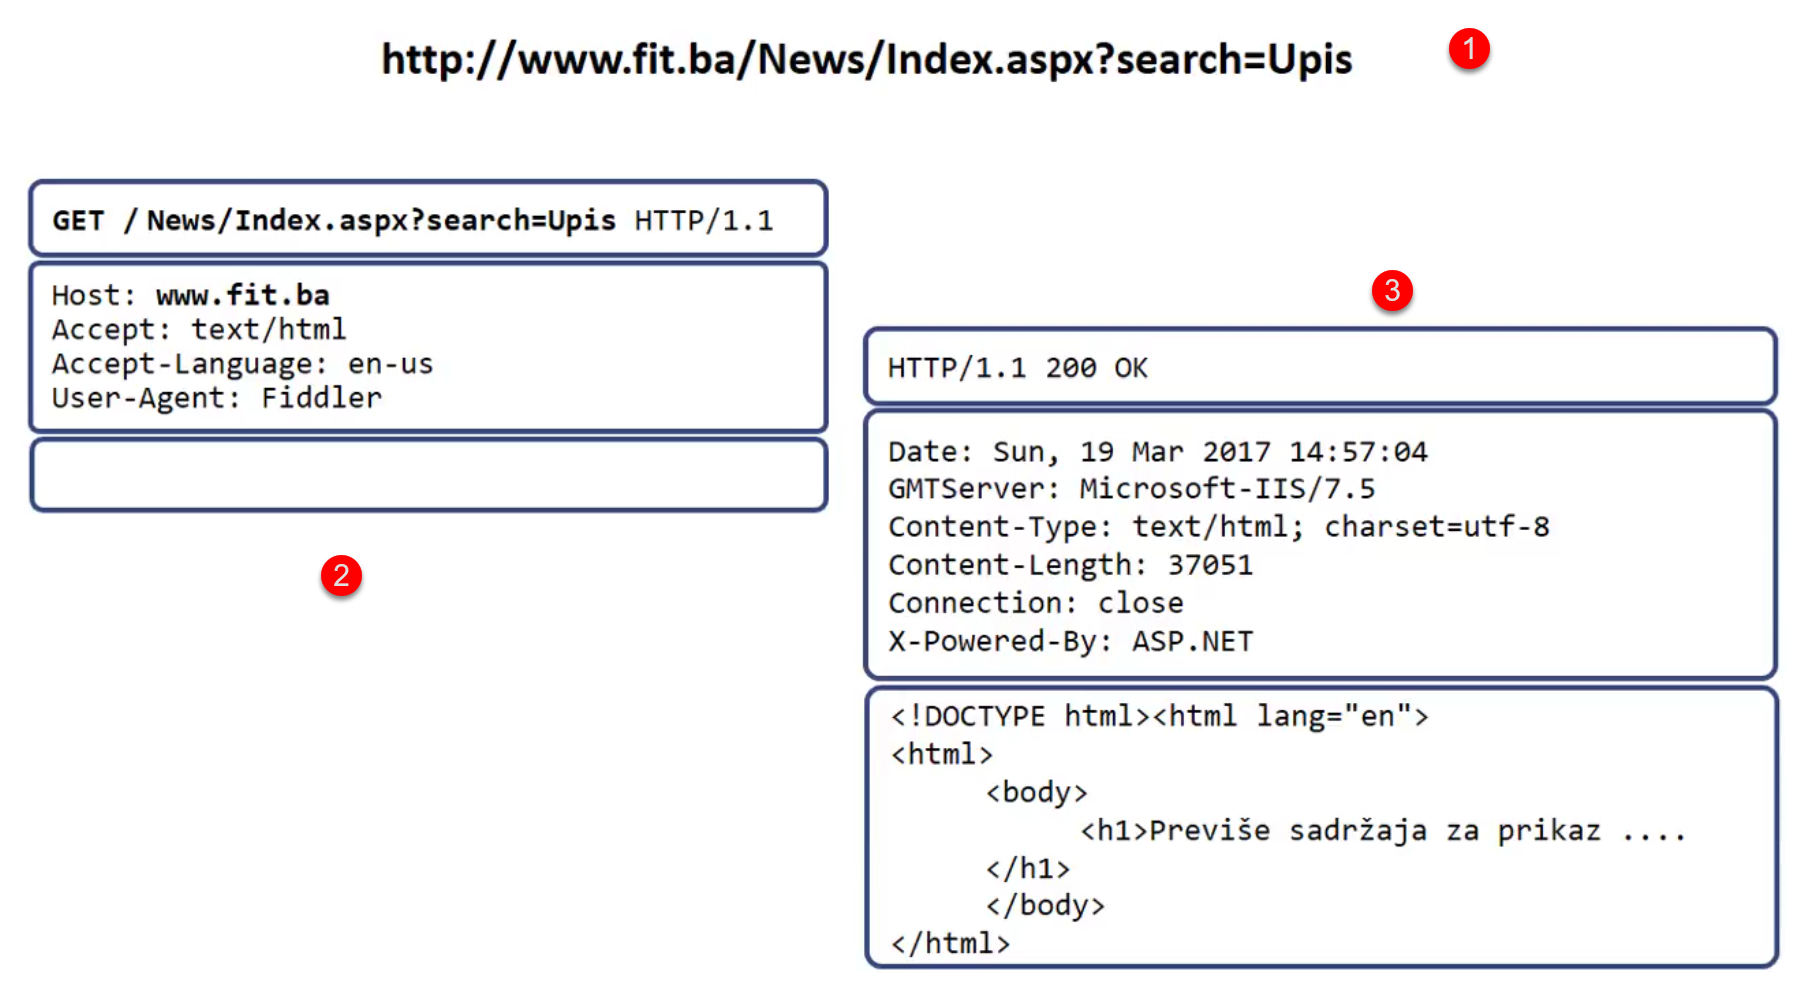 http://www.fit.ba/News/Index.aspx?search=Upis
1
GET / News/Index.aspx?search=Upis HTTP/1.1
Host: www.fit.ba
Accept: text/html
Accept-Language: en-us
User-Agent: Fiddler
2
3
HTTP/1.1 200 OK
Date: Sun, 19 Mar 2017 14:57:04
GMTServer: Microsoft-IIS/7.5
Content-Type: text/html; charset=utf-8
Content-Length: 37051
Connection: close
X-Powered-By: ASP.NET
<!DOCTYPE html><html lang="en">
<html>
<body>
<h1>Previše sadržaja za prikaz ....
</h1>
</body>
</html>